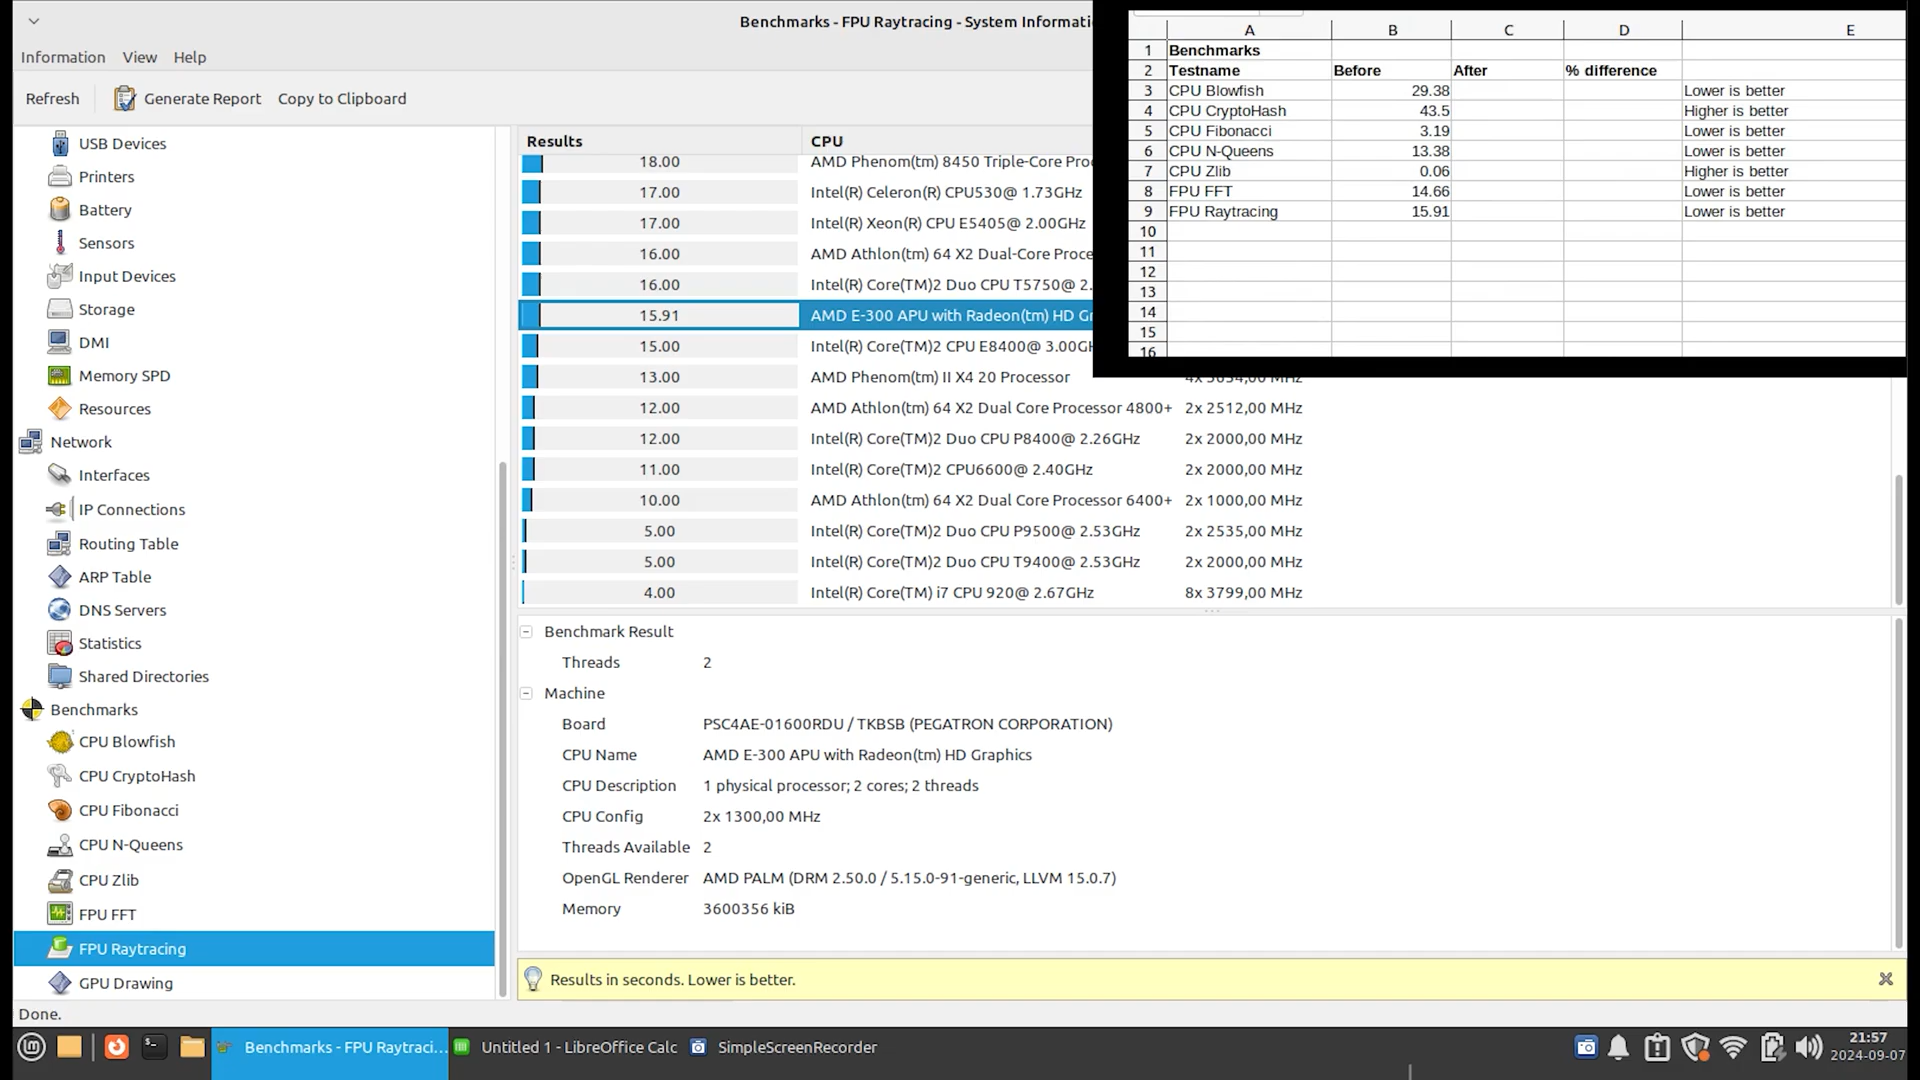 Benchmarks - FPU Raytracing - System Informati
Information View Help
Refresh Generate Report Copy to Clipboard
USB Devices
Printers
Battery
Sensors
Input Devices
Storage
DMI
Memory SPD
Resources
Network
Interfaces
IP Connections
Routing Table
ARP Table
DNS Servers
Statistics
Shared Directories
Benchmarks
CPU Blowfish
CPU CryptoHash
CPU Fibonacci
CPU N-Queens
CPU Zlib
FPU FFT
FPU Raytracing
GPU Drawing
Results CPU
18.00 AMD Phenom(tm) 8450 Triple-Core Proc
17.00 Intel(R) Celeron(R) CPU530@ 1.73GHz
17.00 Intel(R) Xeon(R) CPU E5405@ 2.00GHz
16.00 AMD Athlon(tm) 64 X2 Dual-Core Proce
16.00 Intel(R) Core(TM)2 Duo CPU T5750@ 2.
15.91 AMD E-300 APU with Radeon(tm) HD Gr
15.00 Intel(R) Core(TM)2 CPU E8400@ 3.00GH
13.00 AMD Phenom(tm) II X4 20 Processor
12.00 AMD Athlon(tm) 64 X2 Dual Core Processor 4800+ 2x 2512,00 MHz
12.00 Intel(R) Core(TM)2 Duo CPU P8400@ 2.26GHz 2x 2000,00 MHz
11.00 Intel(R) Core(TM)2 CPU6600@ 2.40GHz 2x 2000,00 MHz
10.00 AMD Athlon(tm) 64 X2 Dual Core Processor 6400+ 2x 1000,00 MHz
5.00 Intel(R) Core(TM)2 Duo CPU P9500@ 2.53GHz 2x 2535,00 MHz
5.00 Intel(R) Core(TM)2 Duo CPU T9400@ 2.53GHz 2x 2000,00 MHz
4.00 Intel(R) Core(TM) i7 CPU 920@ 2.67GHz 8x 3799,00 MHz
A B C D E
1 Benchmarks
2 Testname Before After % difference
3 CPU Blowfish 29.38 Lower is better
4 CPU CryptoHash 43.5 Higher is better
5 CPU Fibonacci 3.19 Lower is better
6 CPU N-Queens 13.38 Lower is better
7 CPU Zlib 0.06 Higher is better
8 FPU FFT 14.66 Lower is better
9 FPU Raytracing 15.91 Lower is better
10
11
12
13
14
15
16
Benchmark Result
Threads 2
Machine
Board PSC4AE-01600RDU / TKBSB (PEGATRON CORPORATION)
CPU Name AMD E-300 APU with Radeon(tm) HD Graphics
CPU Description 1 physical processor; 2 cores; 2 threads
CPU Config 2x 1300,00 MHz
Threads Available 2
OpenGL Renderer AMD PALM (DRM 2.50.0 / 5.15.0-91-generic, LLVM 15.0.7)
Memory 3600356 kiB
Results in seconds. Lower is better.
Done.
Benchmarks - FPU Raytraci... Untitled 1 - LibreOffice Calc SimpleScreenRecorder
21:57
2024-09-07